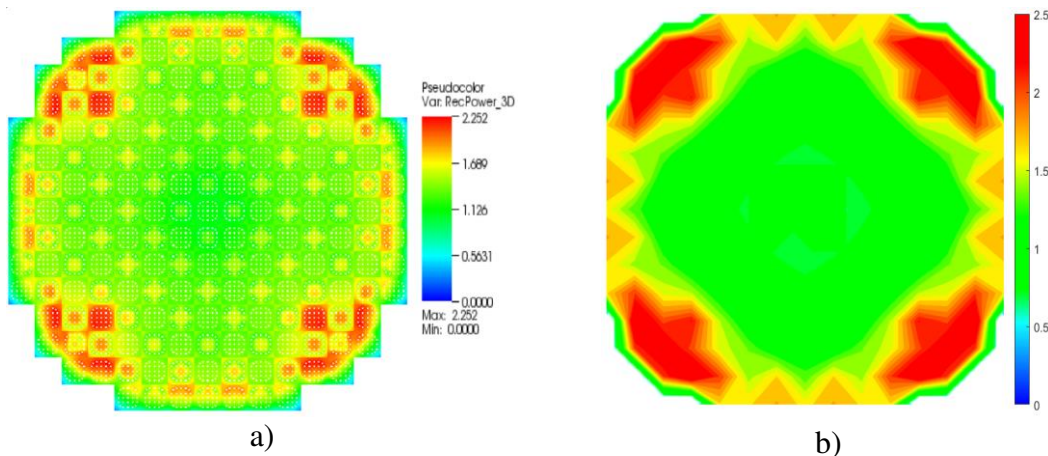 Pseudocolor
Var: RecPower_3D
2.252
1.689
1.126
0.5631
0.0000
Max: 2.252
Min: 0.0000
2.5
2
1.5
1
0.5
0
a)
b)